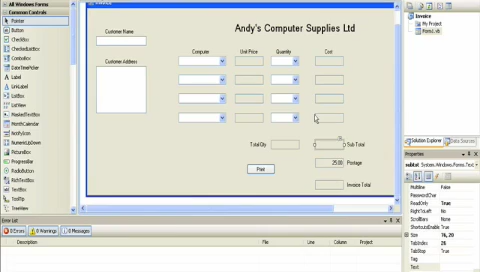 All Windows Forms
Common Controls
Pointer
Button
CheckBox
CheckedListBox
ComboBox
DateTimePicker
Label
LinkLabel
ListBox
ListView
MaskedTextBox
MonthCalendar
NotifyIcon
NumericUpDown
PictureBox
ProgressBar
RadioButton
RichTextBox
TextBox
ToolTip
TreeView
Andy's Computer Supplies Ltd
Customer Name
Customer Address
Computer Unit Price Quantity Cost
Total Qty Sub Total
25.00 Postage
Print
Invoice Total
Invoice
My Project
Form1.vb
Solution Explorer Data Sources
Properties
subtot System.Windows.Forms.Text
Multiline False
PasswordChar
ReadOnly True
RightToLeft No
ScrollBars None
ShortcutsEnabled True
Size 76, 20
TabIndex 26
TabStop True
Tag
Text
Error List
0 Errors 0 Warnings 0 Messages
Description File Line Column Project